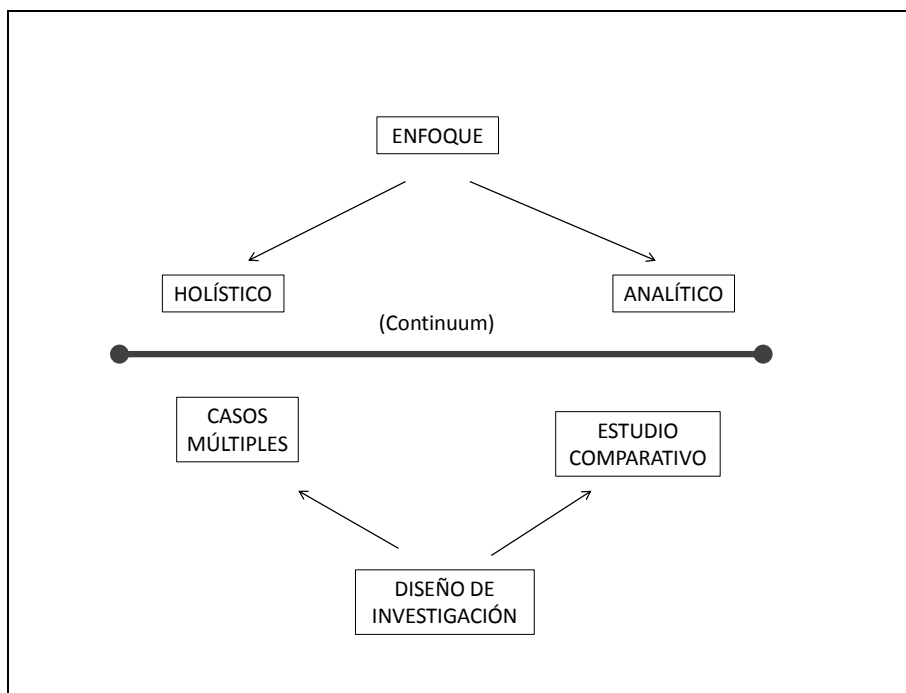 ENFOQUE
HOLÍSTICO
ANALÍTICO
(Continuum)
CASOS
MÚLTIPLES
ESTUDIO
COMPARATIVO
DISEÑO DE
INVESTIGACIÓN